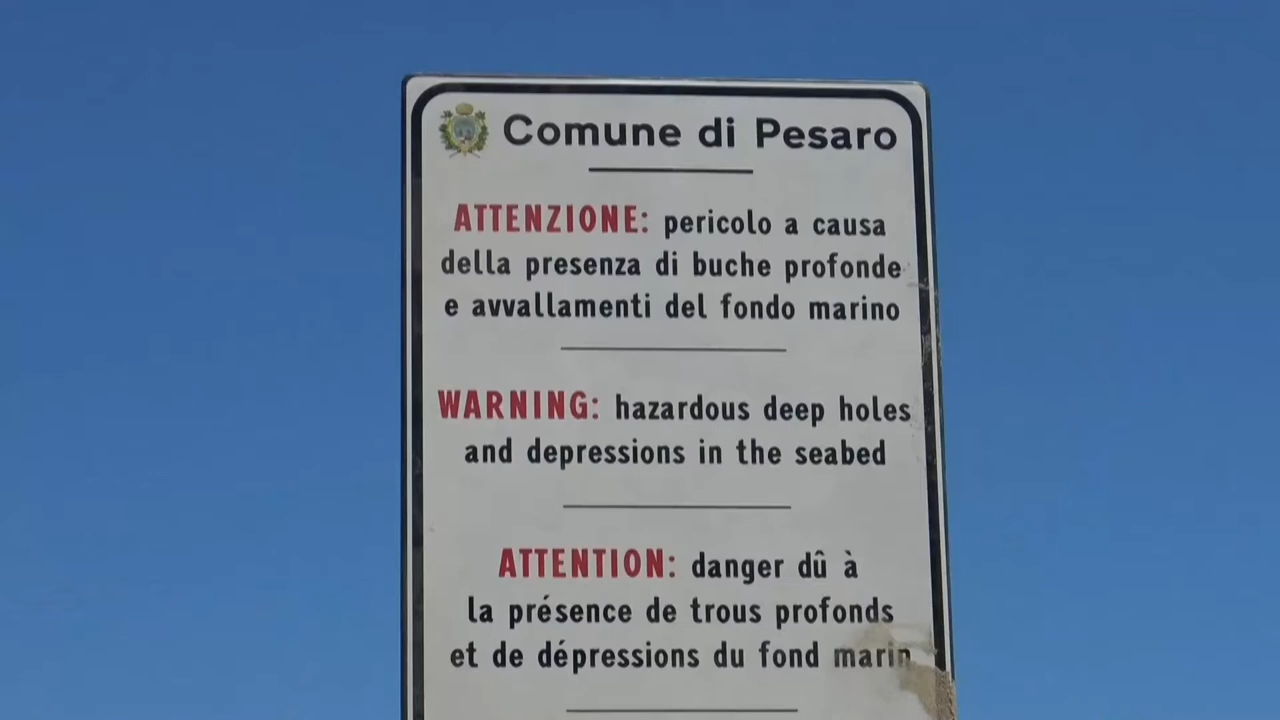 Comune di Pesaro
ATTENZIONE: pericolo a causa
della presenza di buche profonde
e avvallamenti del fondo marino
WARNING: hazardous deep holes
and depressions in the seabed
ATTENTION: danger dû à
la présence de trous profonds
et de dépressions du fond marin